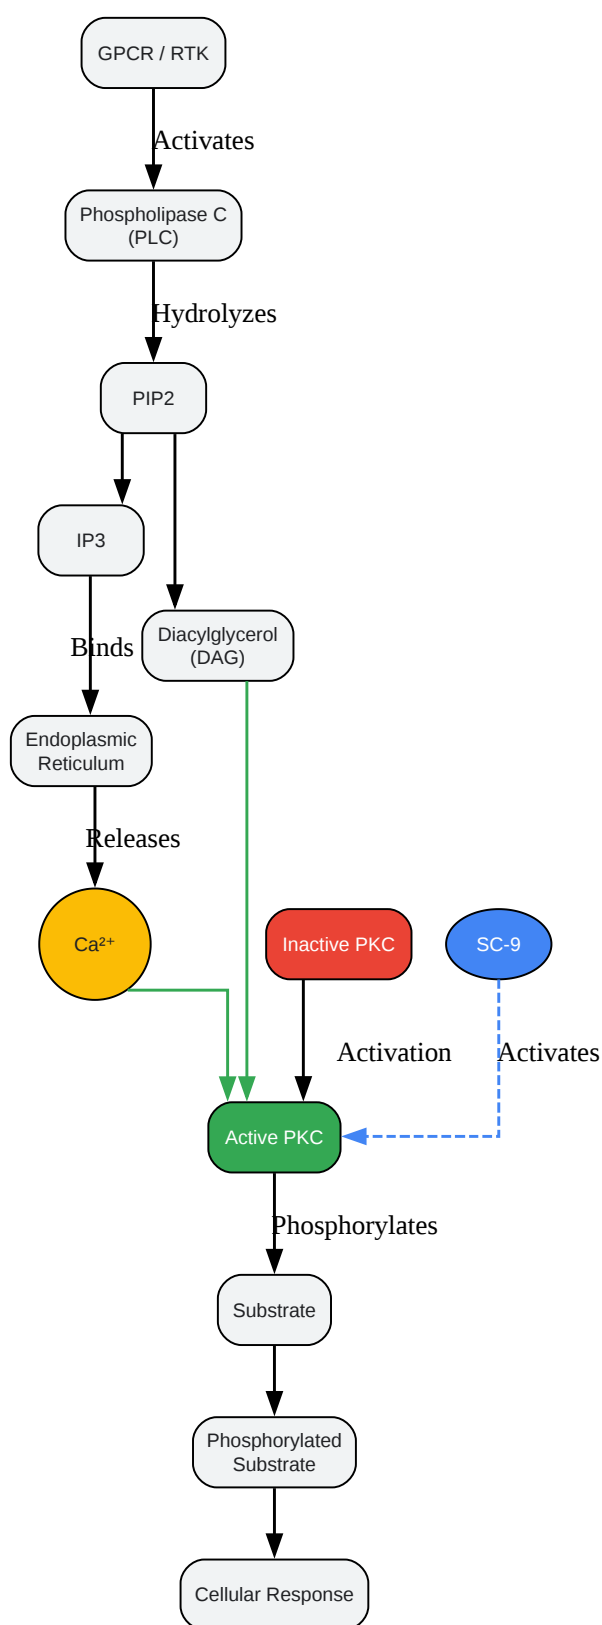 GPCR / RTK
Activates
Phospholipase C
(PLC)
Hydrolyzes
PIP2
IP3
Diacylglycerol
(DAG)
Binds
Endoplasmic
Reticulum
Releases
Ca²⁺
Inactive PKC
SC-9
Activation
Activates
Active PKC
Phosphorylates
Substrate
Phosphorylated
Substrate
Cellular Response